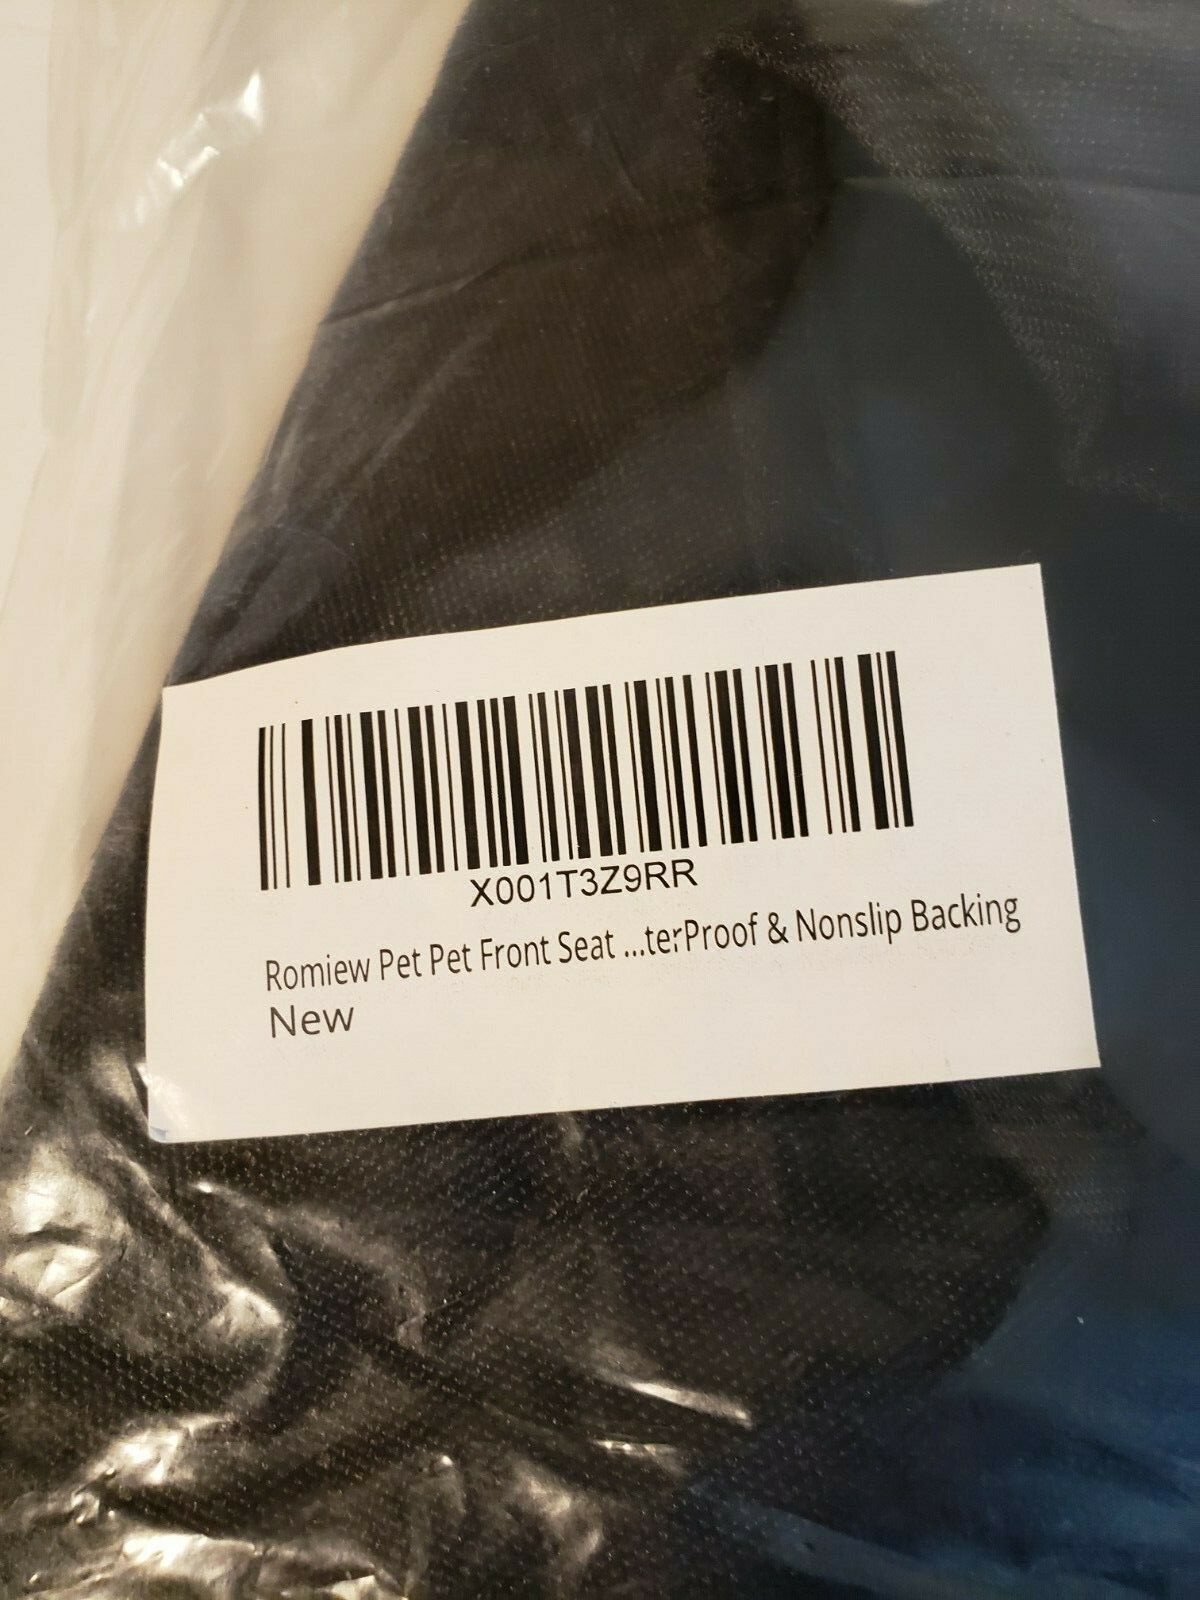 X001T3Z9RR
Romiew Pet Pet Front Seat ...terProof & Nonslip Backing
New